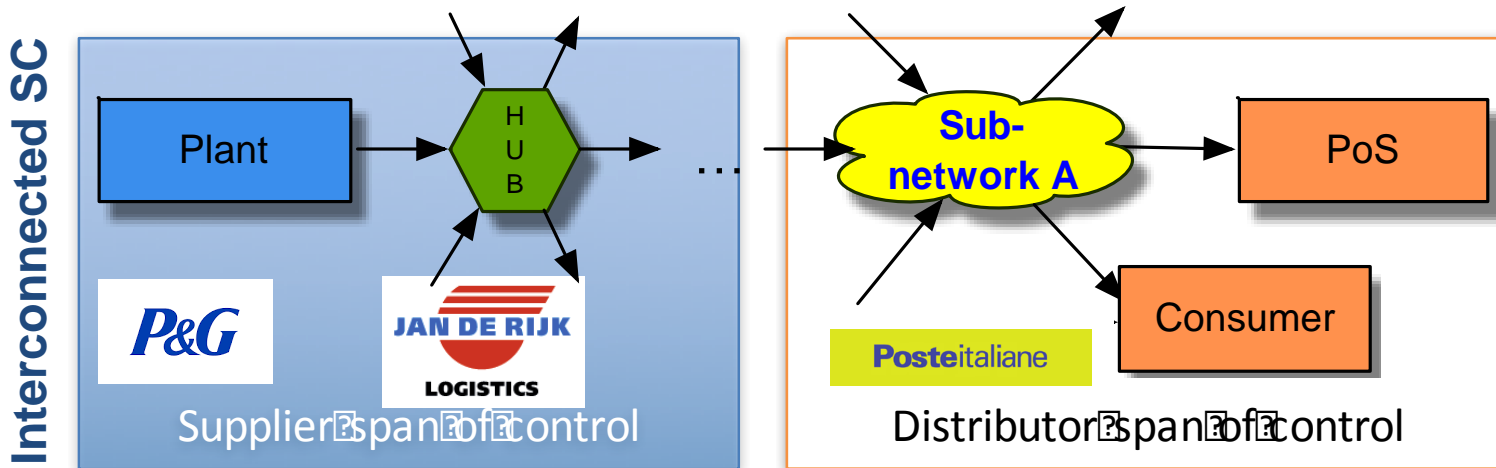 Interconnected SC
Plant
H
U
B
...
Sub-
network A
PoS
Consumer
P&G
JAN DE RIJK
LOGISTICS
Posteitaliane
Supplier⍰span⍰of⍰control
Distributor⍰span⍰of⍰control